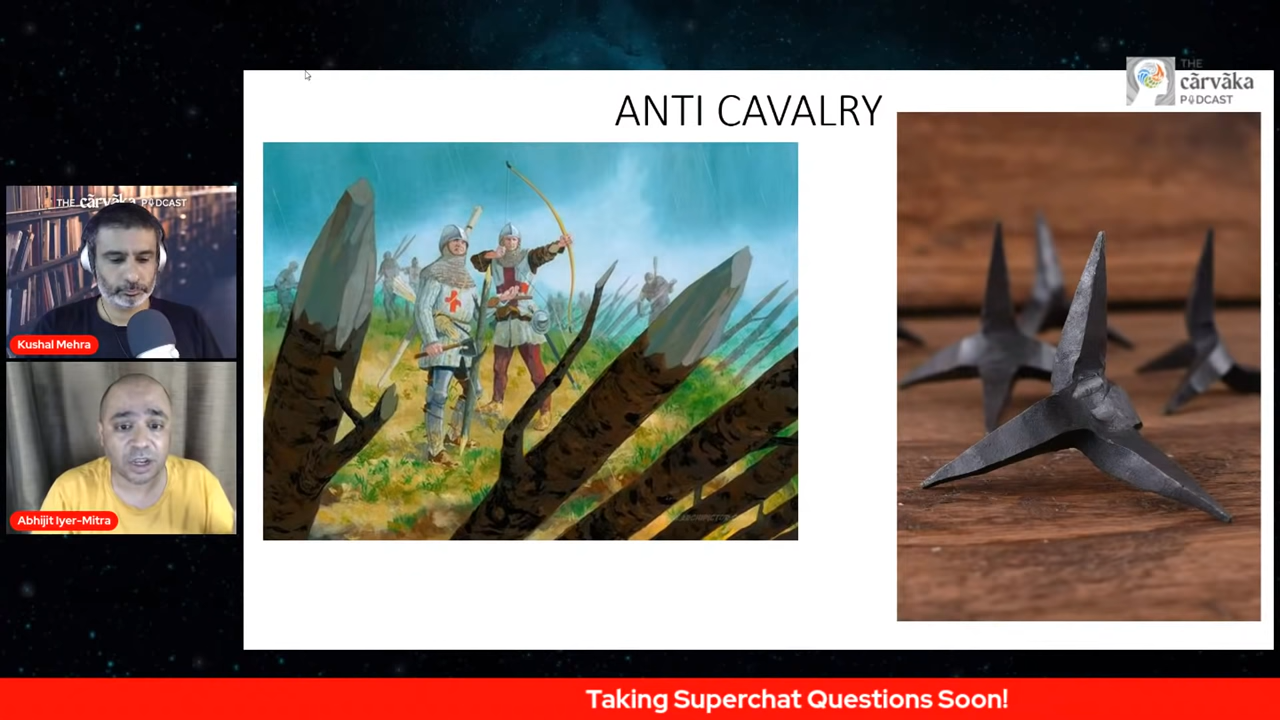 THE
cārvāka
PODCAST
ANTI CAVALRY
THE cārvāka PODCAST
Kushal Mehra
Abhijit Iyer-Mitra
Taking Superchat Questions Soon!